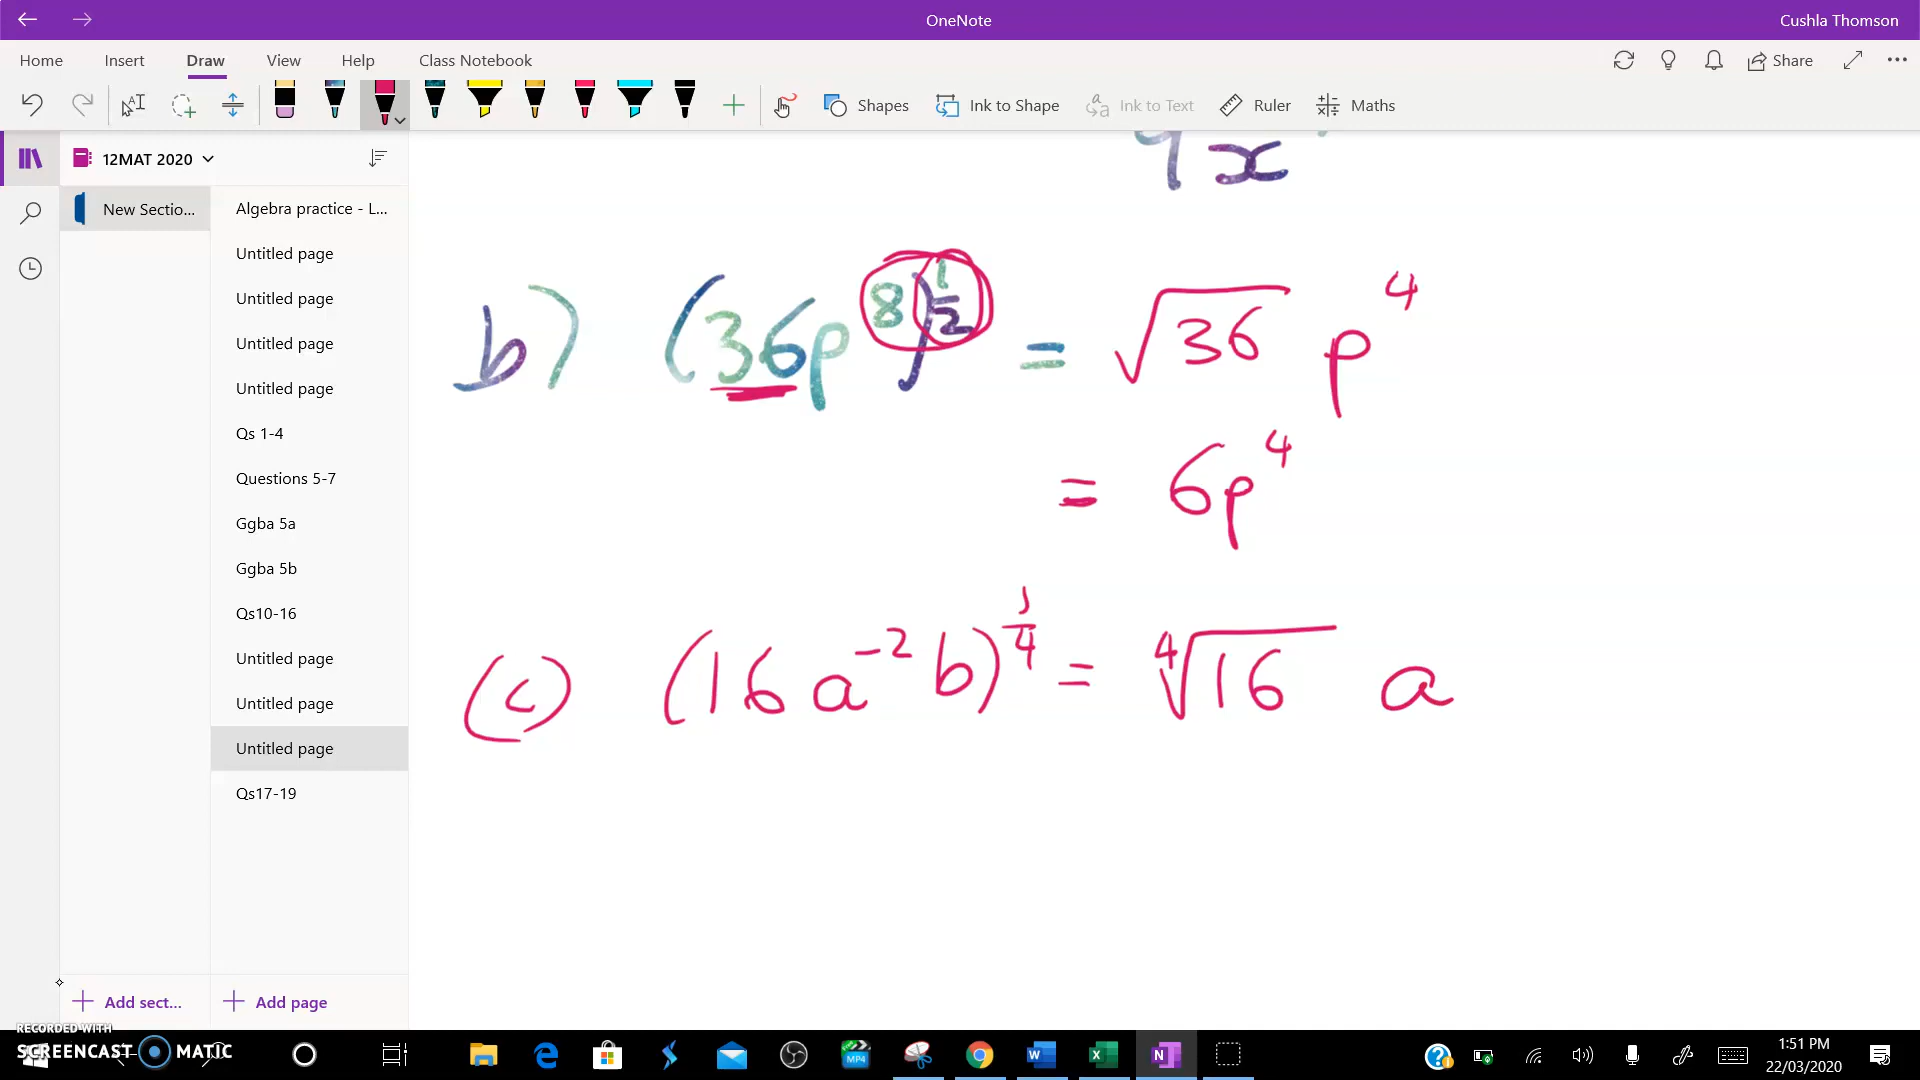 OneNote
Cushla Thomson
Home Insert Draw View Help Class Notebook
Share
Shapes Ink to Shape Ink to Text Ruler Maths
12MAT 2020
New Sectio...
Algebra practice - L...
Untitled page
Untitled page
Untitled page
Untitled page
Qs 1-4
Questions 5-7
Ggba 5a
Ggba 5b
Qs10-16
Untitled page
Untitled page
Untitled page
Qs17-19
Add sect...
Add page
9x
b) (36p^8)^1/2 = √36 p^4
= 6p^4
(c) (16a^-2 b)^1/4 = ⁴√16 a
RECORDED WITH
SCREENCAST MATIC
MP4
1:51 PM
22/03/2020